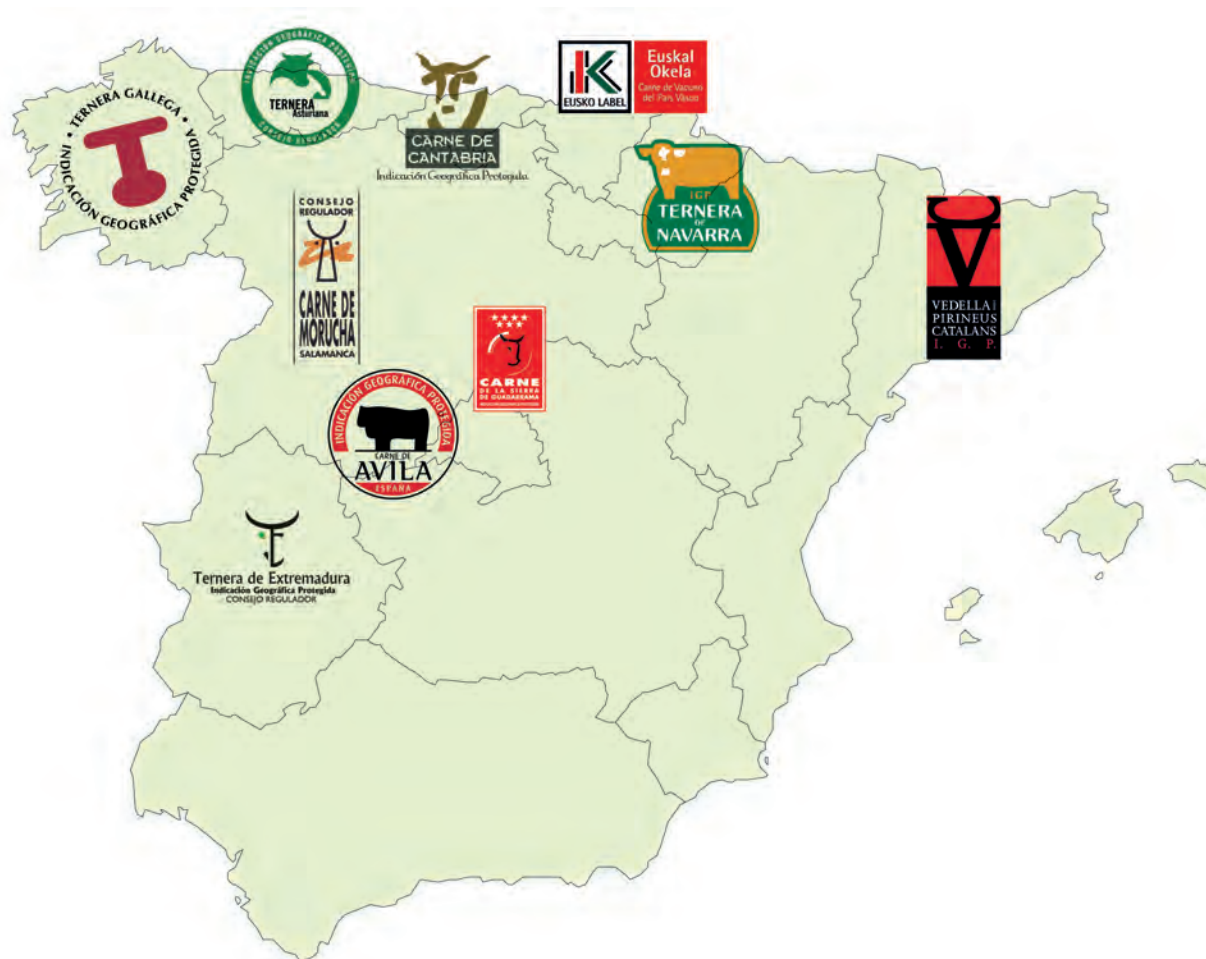 TERNERA GALLEGA • INDICACIÓN GEOGRÁFICA PROTEGIDA •
INDICACIÓN GEOGRÁFICA PROTEGIDA
TERNERA
Asturiana
CONSEJO REGULADOR
CARNE DE
CANTABRIA
Indicación Geográfica Protegida
EUSKO LABEL
Euskal
Okela
Carne de Vacuno
del País Vasco
I.G.P.
TERNERA
DE
NAVARRA
CONSEJO
REGULADOR
CARNE DE
MORUCHA
SALAMANCA
VEDELLA
PIRINEUS
CATALANS
I. G. P.
CARNE
DE LA SIERRA
DE GUADARRAMA
INDICACIÓN GEOGRÁFICA PROTEGIDA
CARNE DE
AVILA
ESPAÑA
Ternera de Extremadura
Indicación Geográfica Protegida
CONSEJO REGULADOR